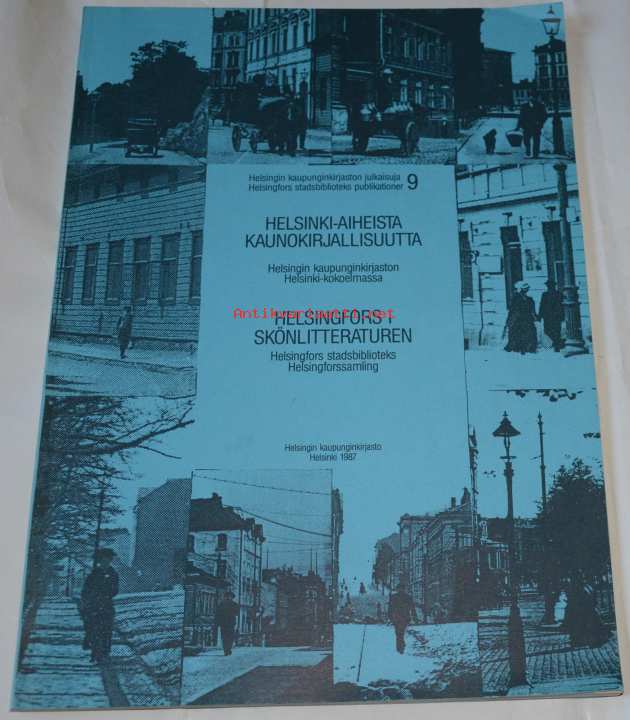 Helsingin kaupunginkirjaston julkaisuja
Helsingfors stadsbiblioteks publikationer 9
HELSINKI-AIHEISTA
KAUNOKIRJALLISUUTTA
Helsingin kaupunginkirjaston
Helsinki-kokoelmassa
Antikvariaatit.net
HELSINGFORS I
SKÖNLITTERATUREN
Helsingfors stadsbiblioteks
Helsingforssamling
Helsingin kaupunginkirjasto
Helsinki 1987